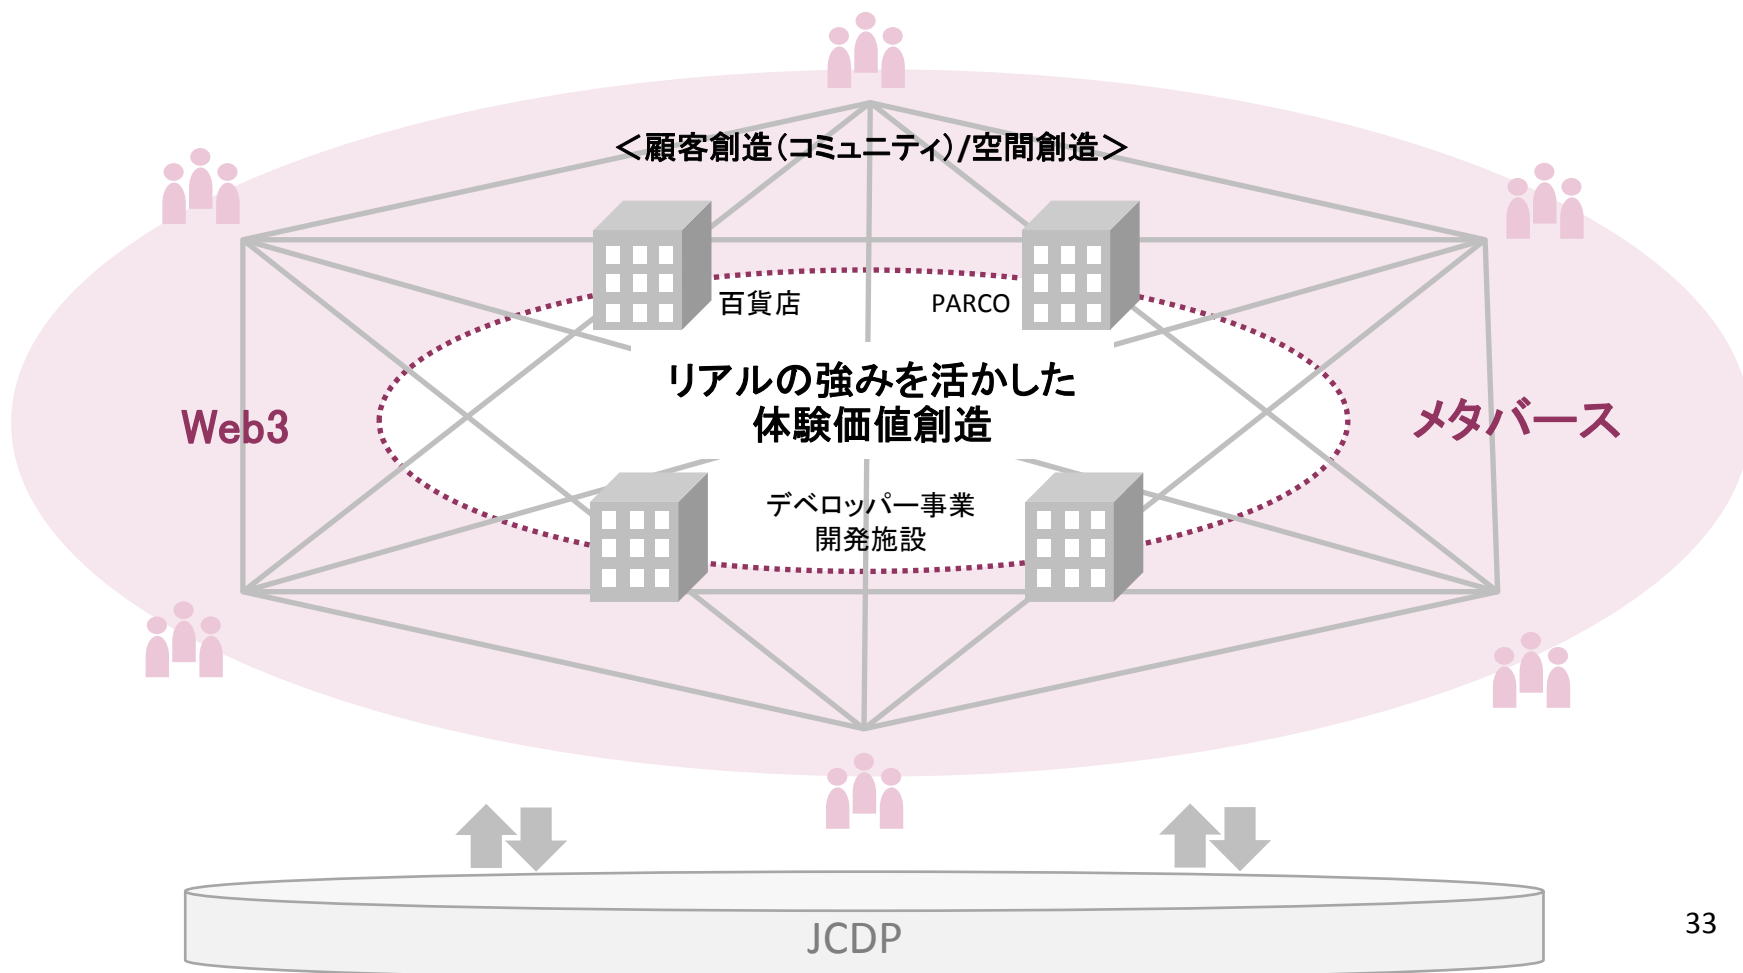 ＜顧客創造（コミュニティ）/空間創造＞
百貨店
PARCO
リアルの強みを活かした
体験価値創造
Web3
メタバース
デベロッパー事業
開発施設
JCDP
33